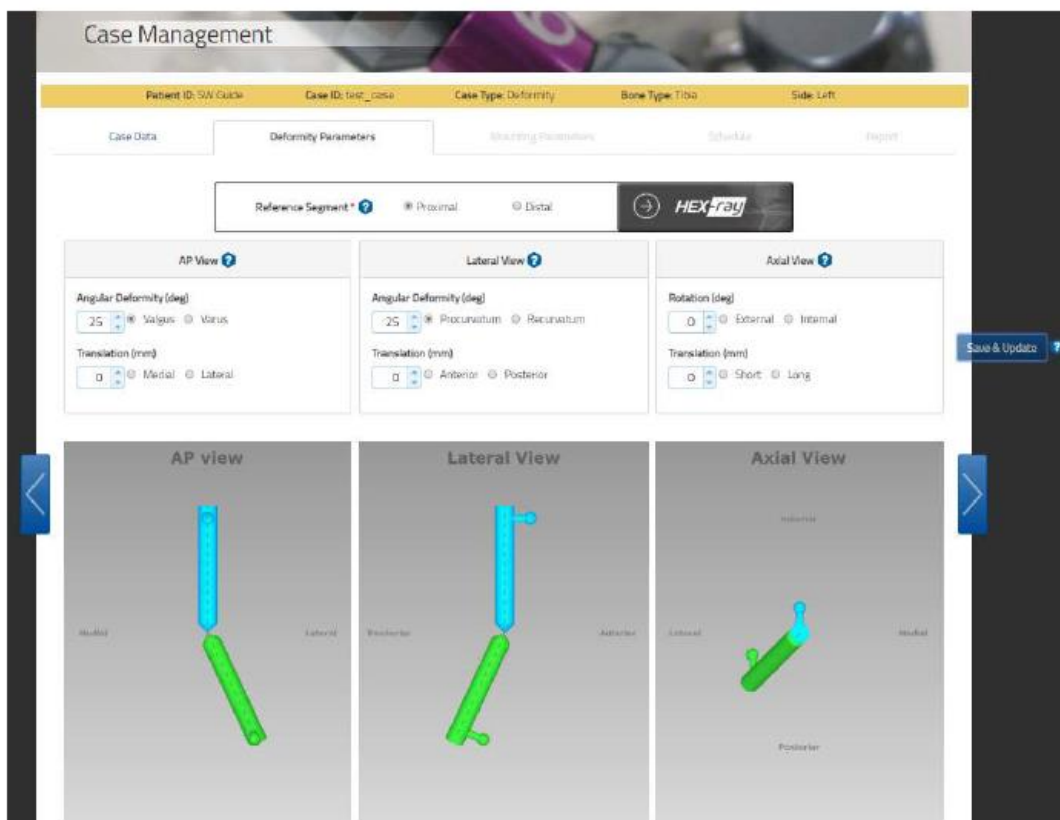 Case Management
6
Patient ID: SW Guide Case ID: test_case Case Type: Deformity Bone Type: Tibia Side: Left
Case Data Deformity Parameters Mounting Parameters Schedule Report
Reference Segment * ? Proximal Distal HEX-ray
AP View ? Lateral View ? Axial View ?
Angular Deformity (deg) Angular Deformity (deg) Rotation (deg)
25 Valgus Varus 25 Procurvatum Recurvatum 0 External Internal
Save & Update ?
Translation (mm) Translation (mm) Translation (mm)
0 Medial Lateral 0 Anterior Posterior 0 Short Long
AP view Lateral View Axial View
Anterior
Medial Lateral Posterior Anterior Lateral Medial
Posterior